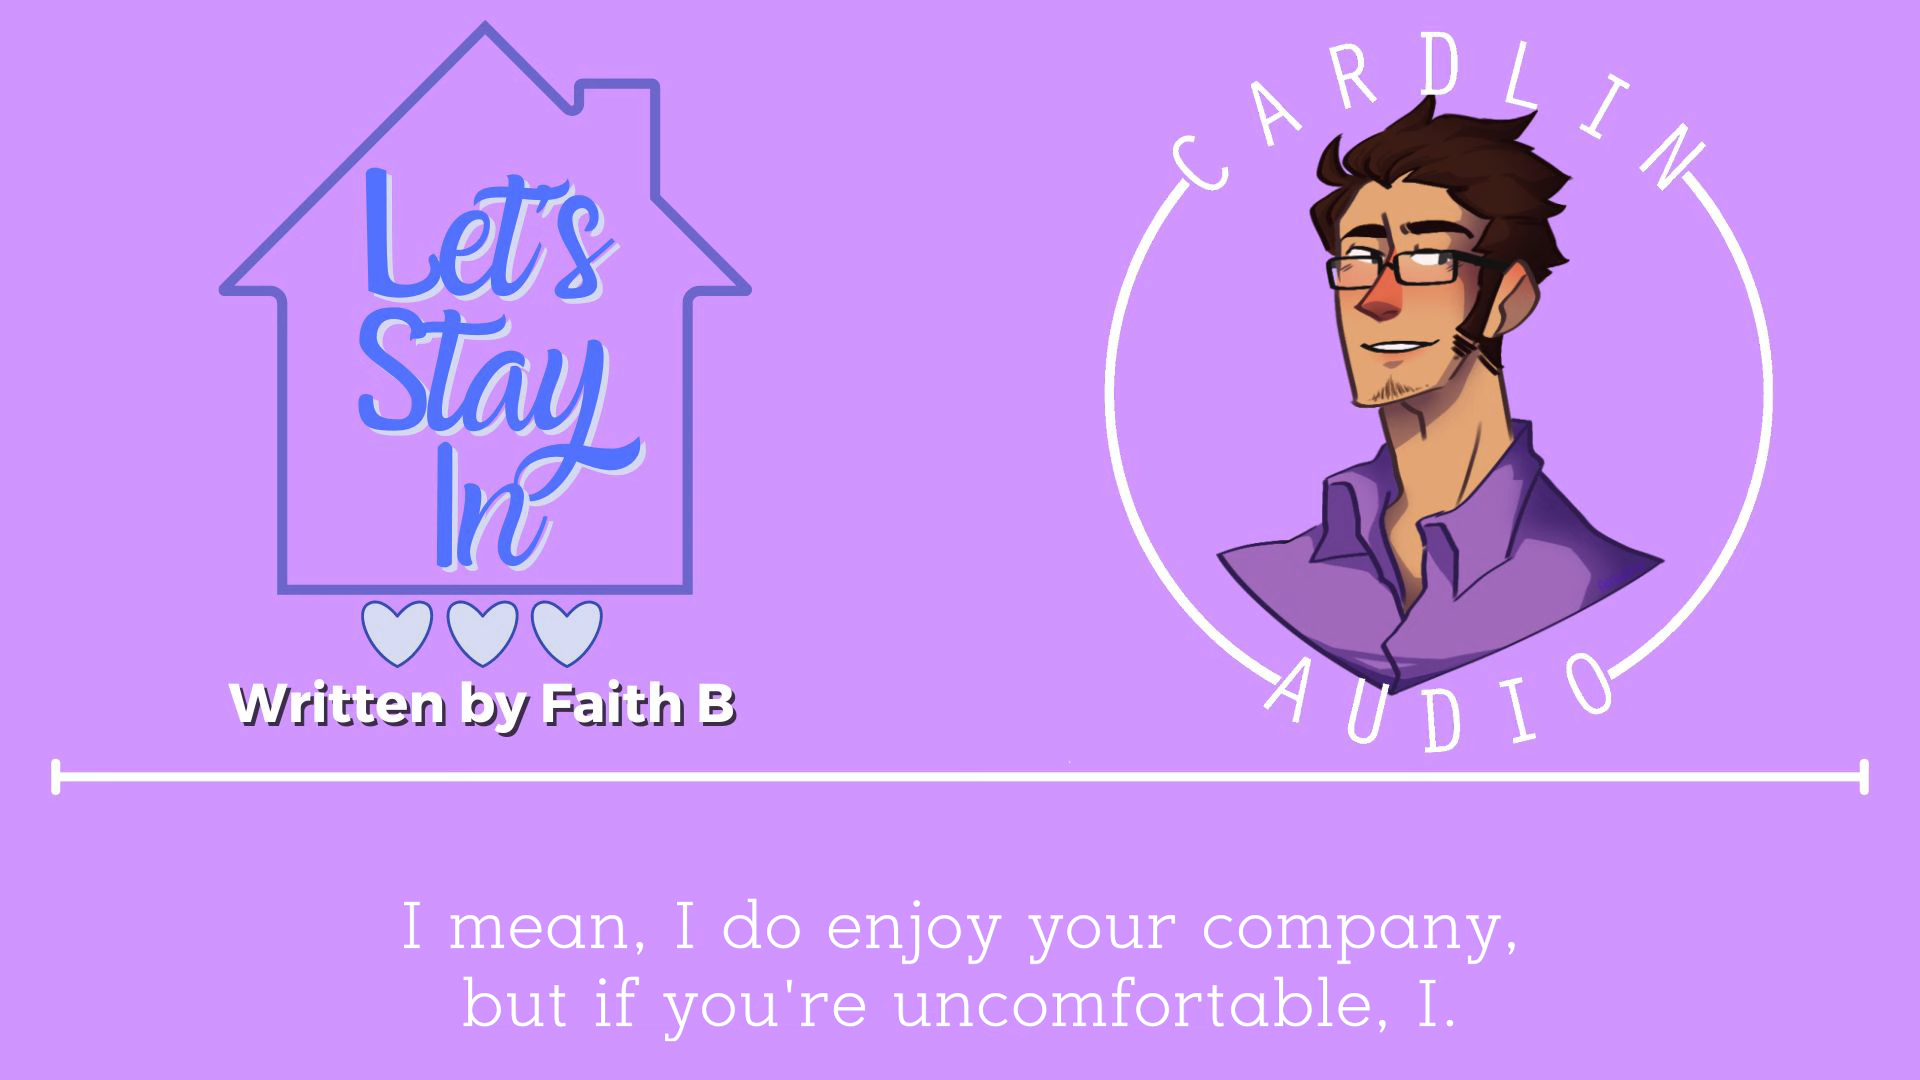 Let's
Stay
In
Written by Faith B
CARDLIN
AUDIO
I mean, I do enjoy your company,
but if you're uncomfortable, I.